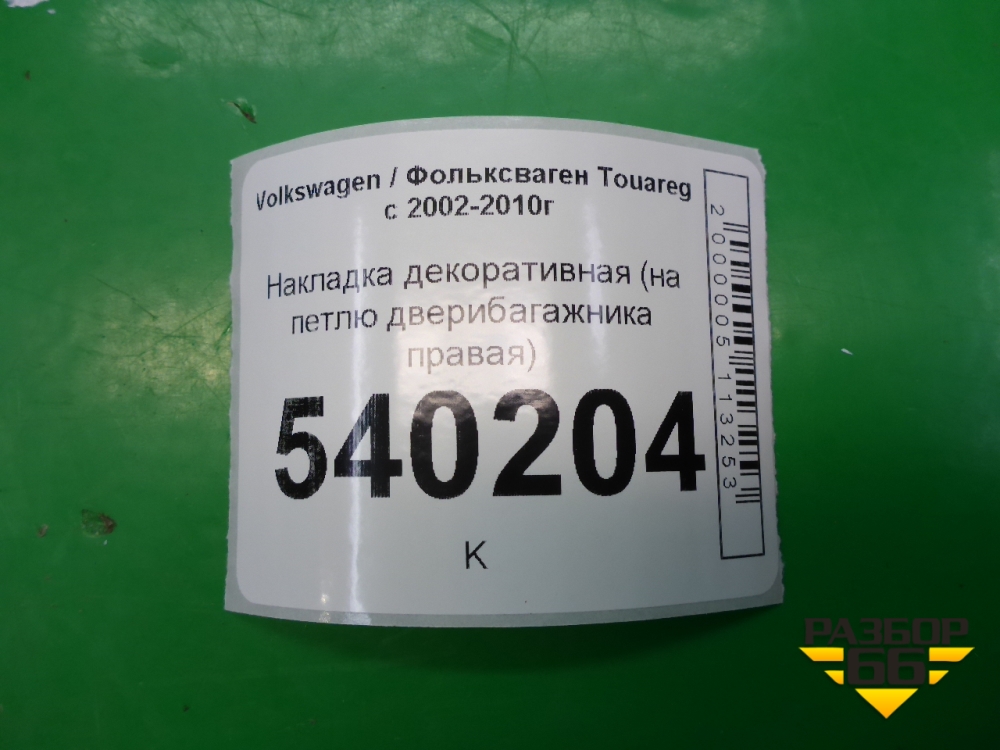 Volkswagen / Фольксваген Touareg
с 2002-2010г
Накладка декоративная (на
петлю дверибагажника
правая)
540204
К
2000005113253
РАЗБОР
66